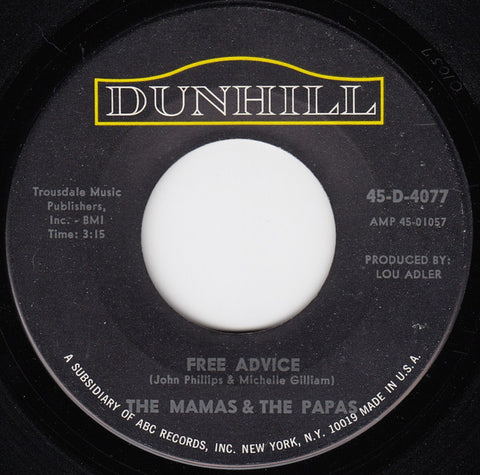 DUNHILL
Trousdale Music
Publishers,
Inc. - BMI
Time: 3:15
45-D-4077
AMP 45-01057
PRODUCED BY:
LOU ADLER
FREE ADVICE
(John Phillips & Michelle Gilliam)
THE MAMAS & THE PAPAS
A SUBSIDIARY OF ABC RECORDS, INC. NEW YORK, N.Y. 10019 MADE IN U.S.A.